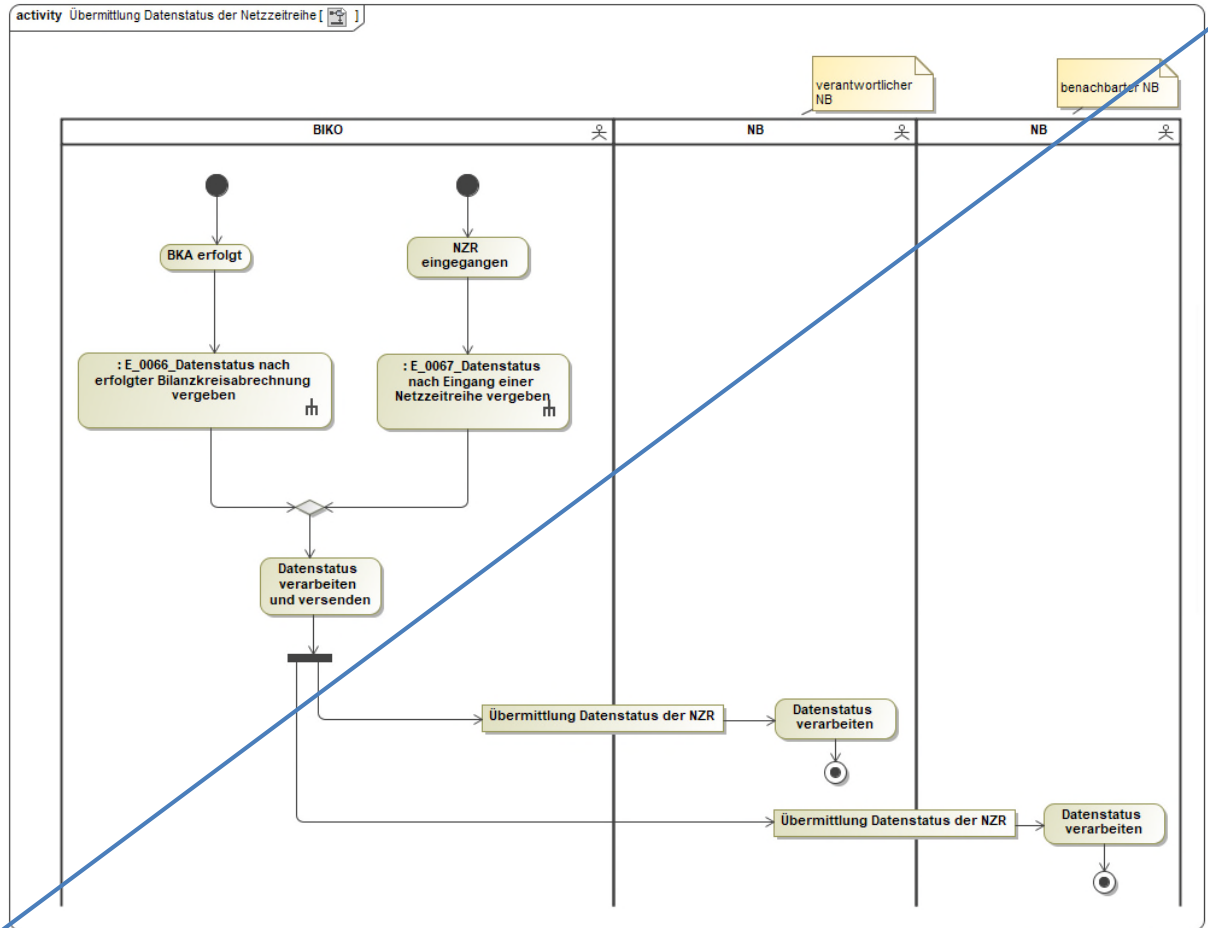 activity Übermittlung Datenstatus der Netzzeitreihe [ ]
verantwortlicher
NB
benachbarter NB
BIKO
NB
NB
BKA erfolgt
NZR
eingegangen
: E_0066_Datenstatus nach
erfolgter Bilanzkreisabrechnung
vergeben
: E_0067_Datenstatus
nach Eingang einer
Netzzeitreihe vergeben
Datenstatus
verarbeiten
und versenden
Übermittlung Datenstatus der NZR
Datenstatus
verarbeiten
Übermittlung Datenstatus der NZR
Datenstatus
verarbeiten